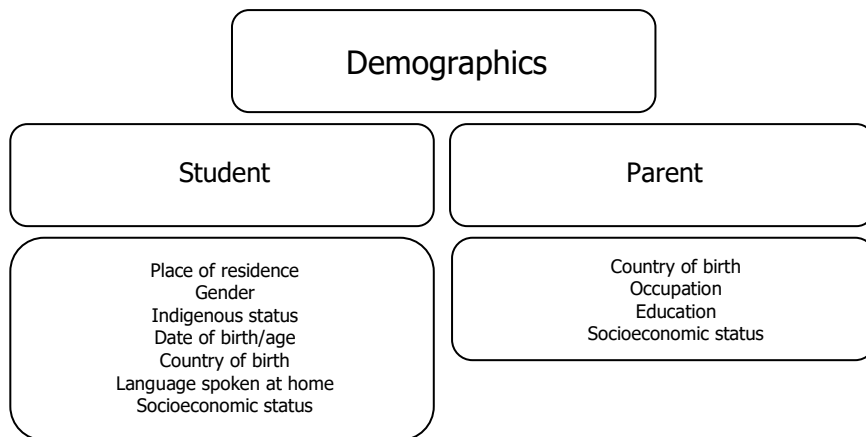 Demographics
Student
Parent
Place of residence
Gender
Indigenous status
Date of birth/age
Country of birth
Language spoken at home
Socioeconomic status
Country of birth
Occupation
Education
Socioeconomic status